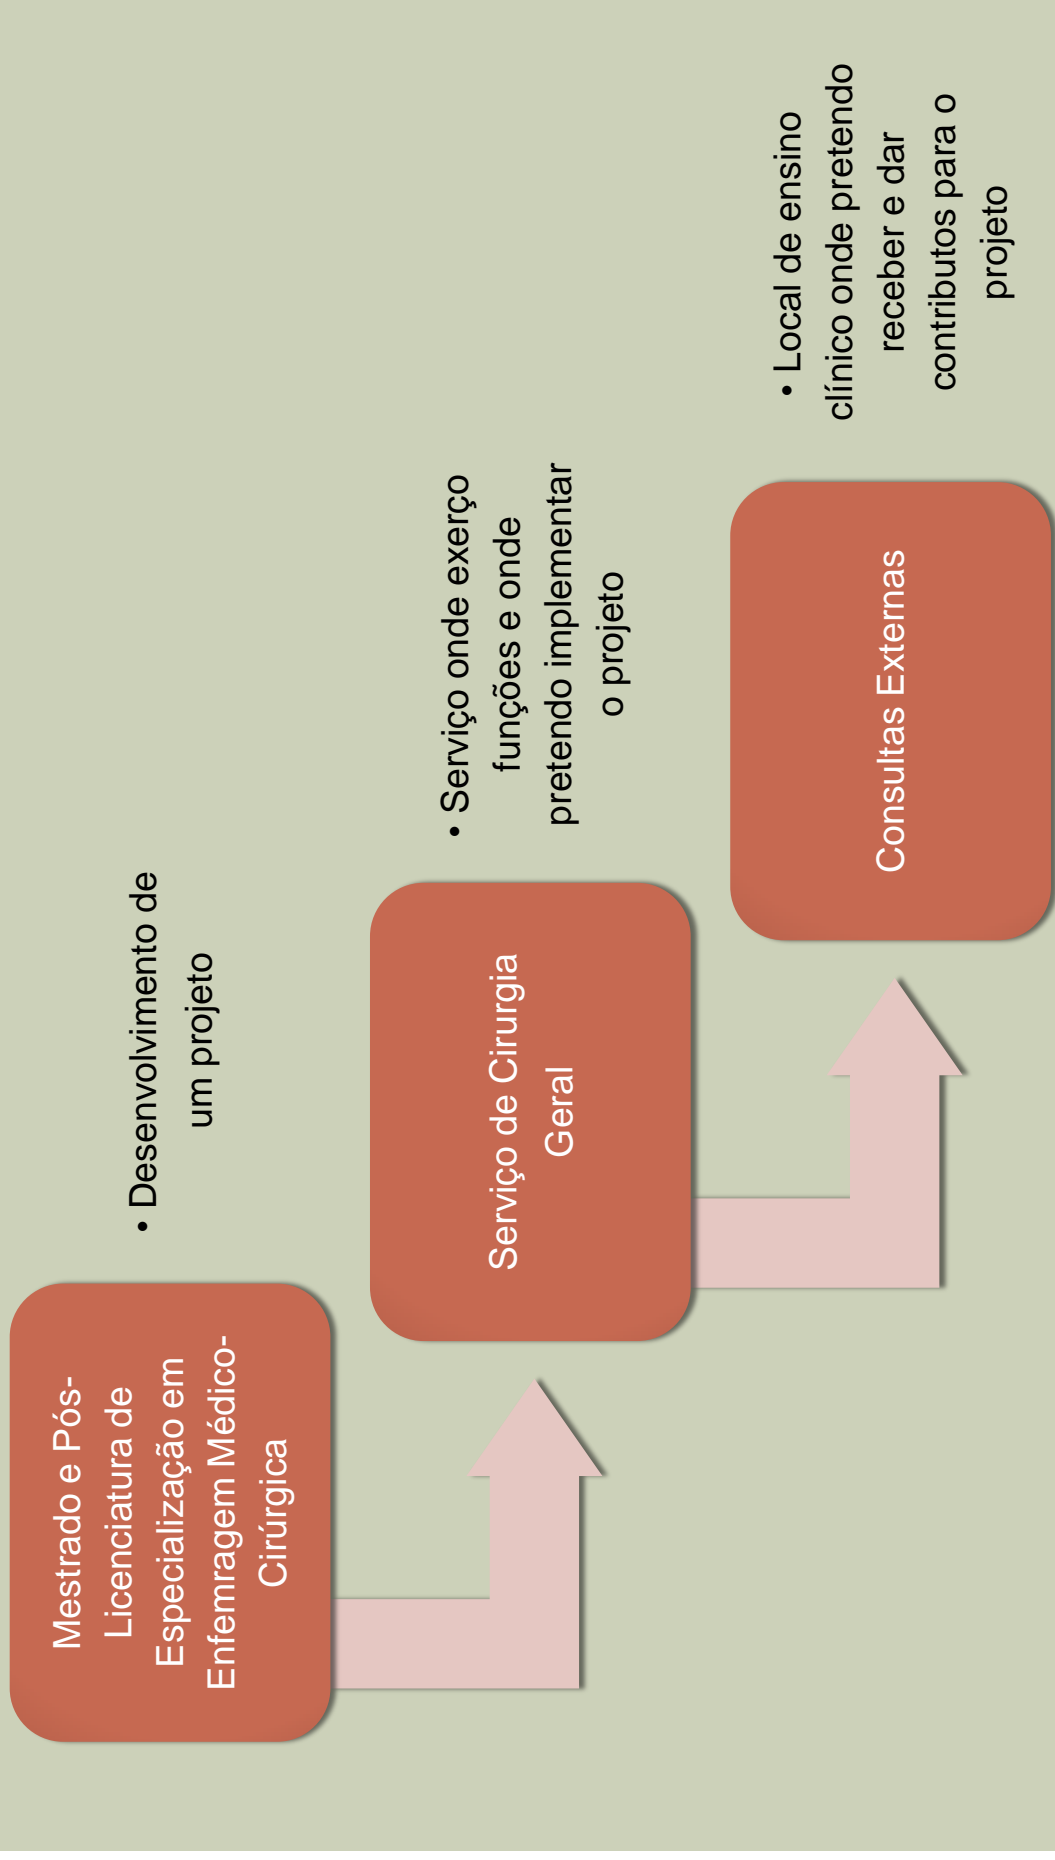 Mestrado e Pós-
Licenciatura de
Especialização em
Enfemragem Médico-
Cirúrgica
• Desenvolvimento de
um projeto
Serviço de Cirurgia
Geral
• Serviço onde exerço
funções e onde
pretendo implementar
o projeto
Consultas Externas
• Local de ensino
clínico onde pretendo
receber e dar
contributos para o
projeto